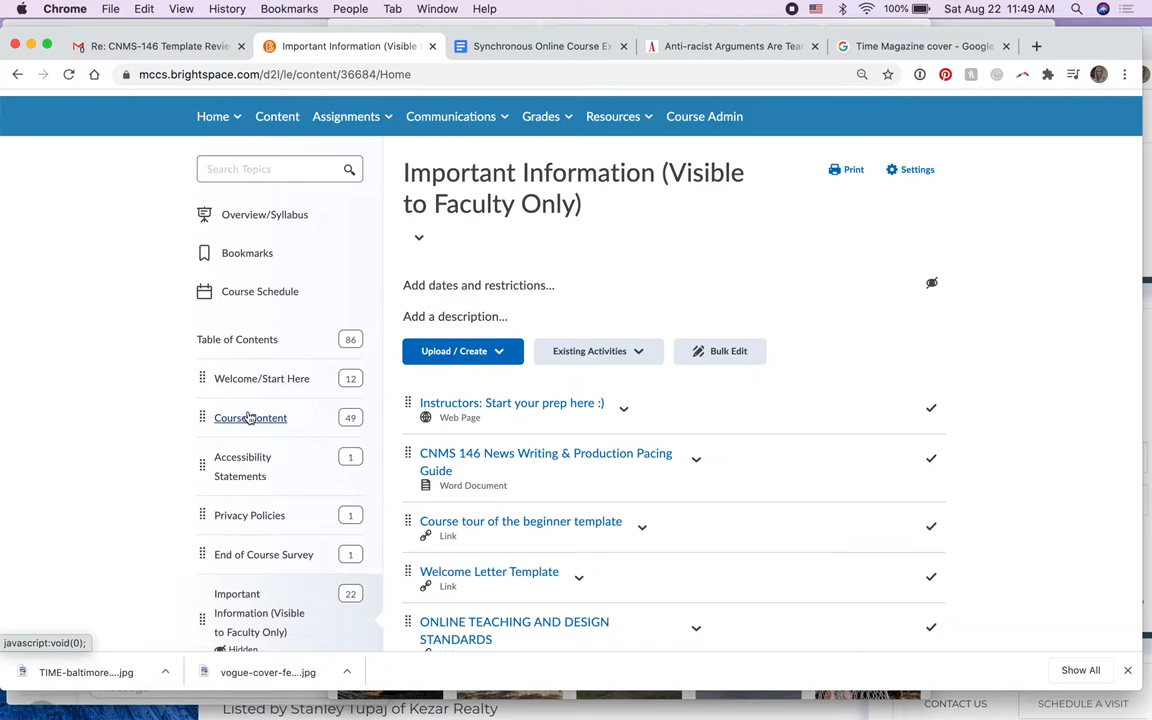 Chrome File Edit View History Bookmarks People Tab Window Help 100% Sat Aug 22 11:49 AM
Re: CNMS-146 Template Revie
Important Information (Visible
Synchronous Online Course Ex
Anti-racist Arguments Are Tear
Time Magazine cover - Google
mccs.brightspace.com/d2l/le/content/36684/Home
Home Content Assignments Communications Grades Resources Course Admin
Search Topics
Overview/Syllabus
Bookmarks
Course Schedule
Table of Contents 86
Welcome/Start Here 12
Course Content 49
Accessibility 1
Statements
Privacy Policies 1
End of Course Survey 1
Important 22
Information (Visible
to Faculty Only)
Hidden
Important Information (Visible
to Faculty Only)
Print Settings
Add dates and restrictions...
Add a description...
Upload / Create Existing Activities Bulk Edit
Instructors: Start your prep here :)
Web Page
CNMS 146 News Writing & Production Pacing
Guide
Word Document
Course tour of the beginner template
Link
Welcome Letter Template
Link
ONLINE TEACHING AND DESIGN
STANDARDS
javascript:void(0);
TIME-baltimore....jpg
vogue-cover-fe....jpg
Show All
Listed by Stanley Tupaj of Kezar Realty
CONTACT US
SCHEDULE A VISIT